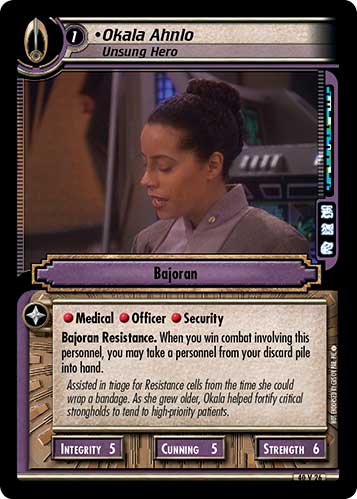 1
•Okala Ahnlo
Unsung Hero
Bajoran
Medical Officer Security
Bajoran Resistance. When you win combat involving this
personnel, you may take a personnel from your discard pile
into hand.
Assisted in triage for Resistance cells from the time she could
wrap a bandage. As she grew older, Okala helped fortify critical
strongholds to tend to high-priority patients.
INTEGRITY 5 CUNNING 5 STRENGTH 6
46 V 26